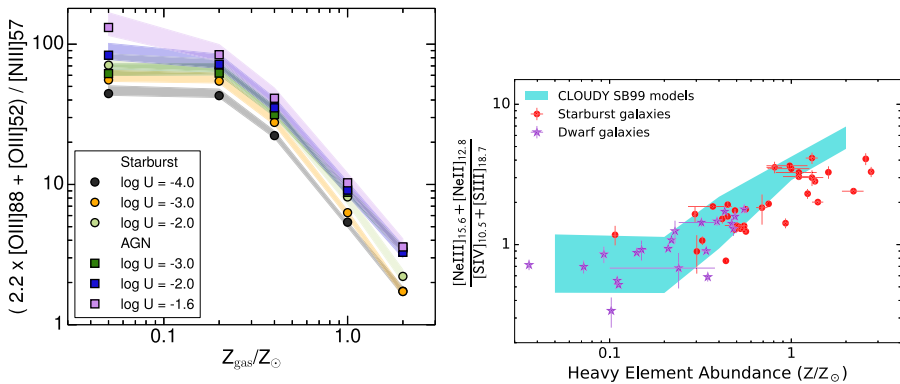 ( 2.2 x [OIII]88 + [OIII]52) / [NIII]57
100
10
1
Starburst
log U = -4.0
log U = -3.0
log U = -2.0
AGN
log U = -3.0
log U = -2.0
log U = -1.6
0.1
1.0
Zgas/Z⊙
[NeIII]15.6 + [NeII]12.8
[SIV]10.5 + [SIII]18.7
10
1
CLOUDY SB99 models
Starburst galaxies
Dwarf galaxies
0.1
1
Heavy Element Abundance (Z/Z⊙)